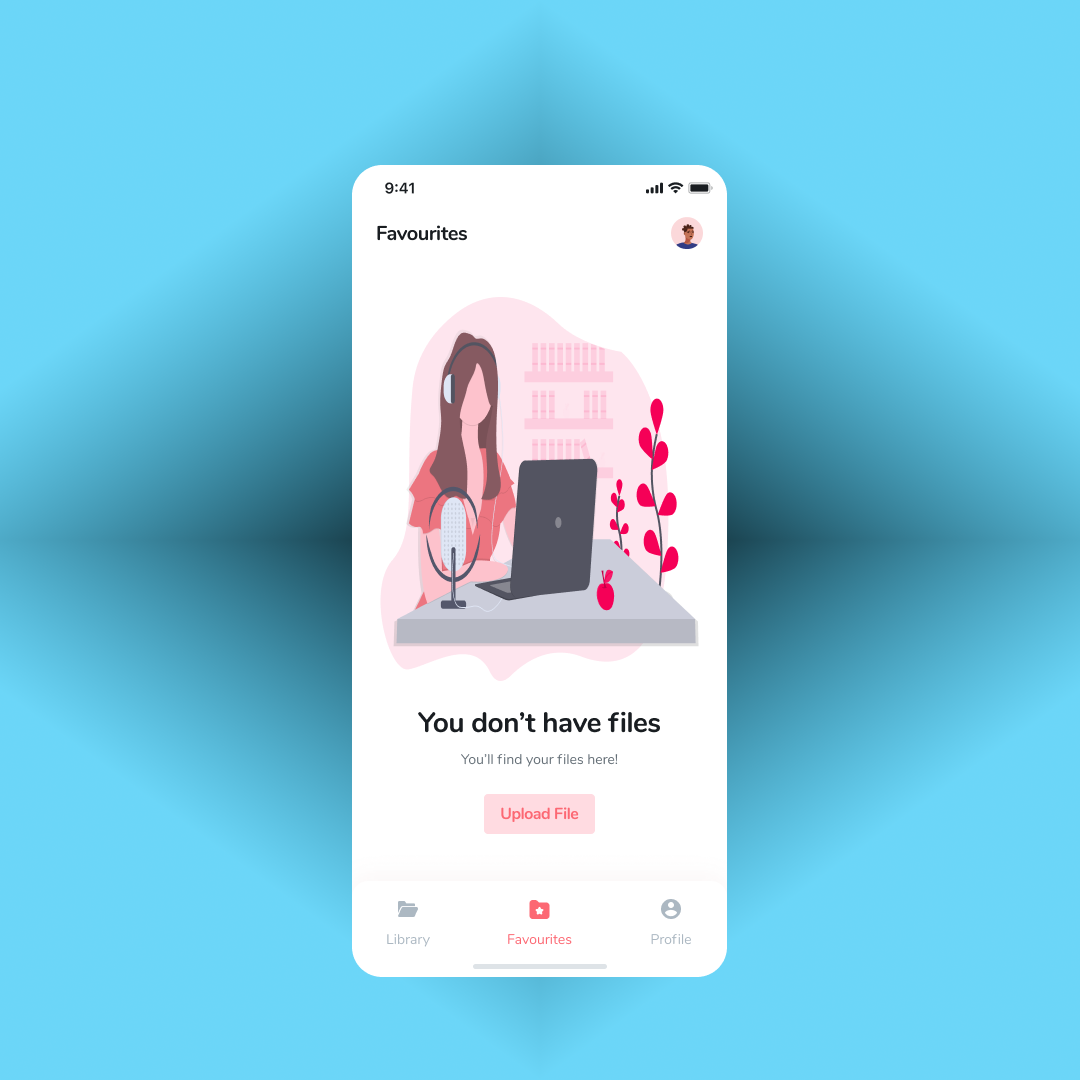 9:41
Favourites
You don’t have files
You’ll find your files here!
Upload File
Library
Favourites
Profile